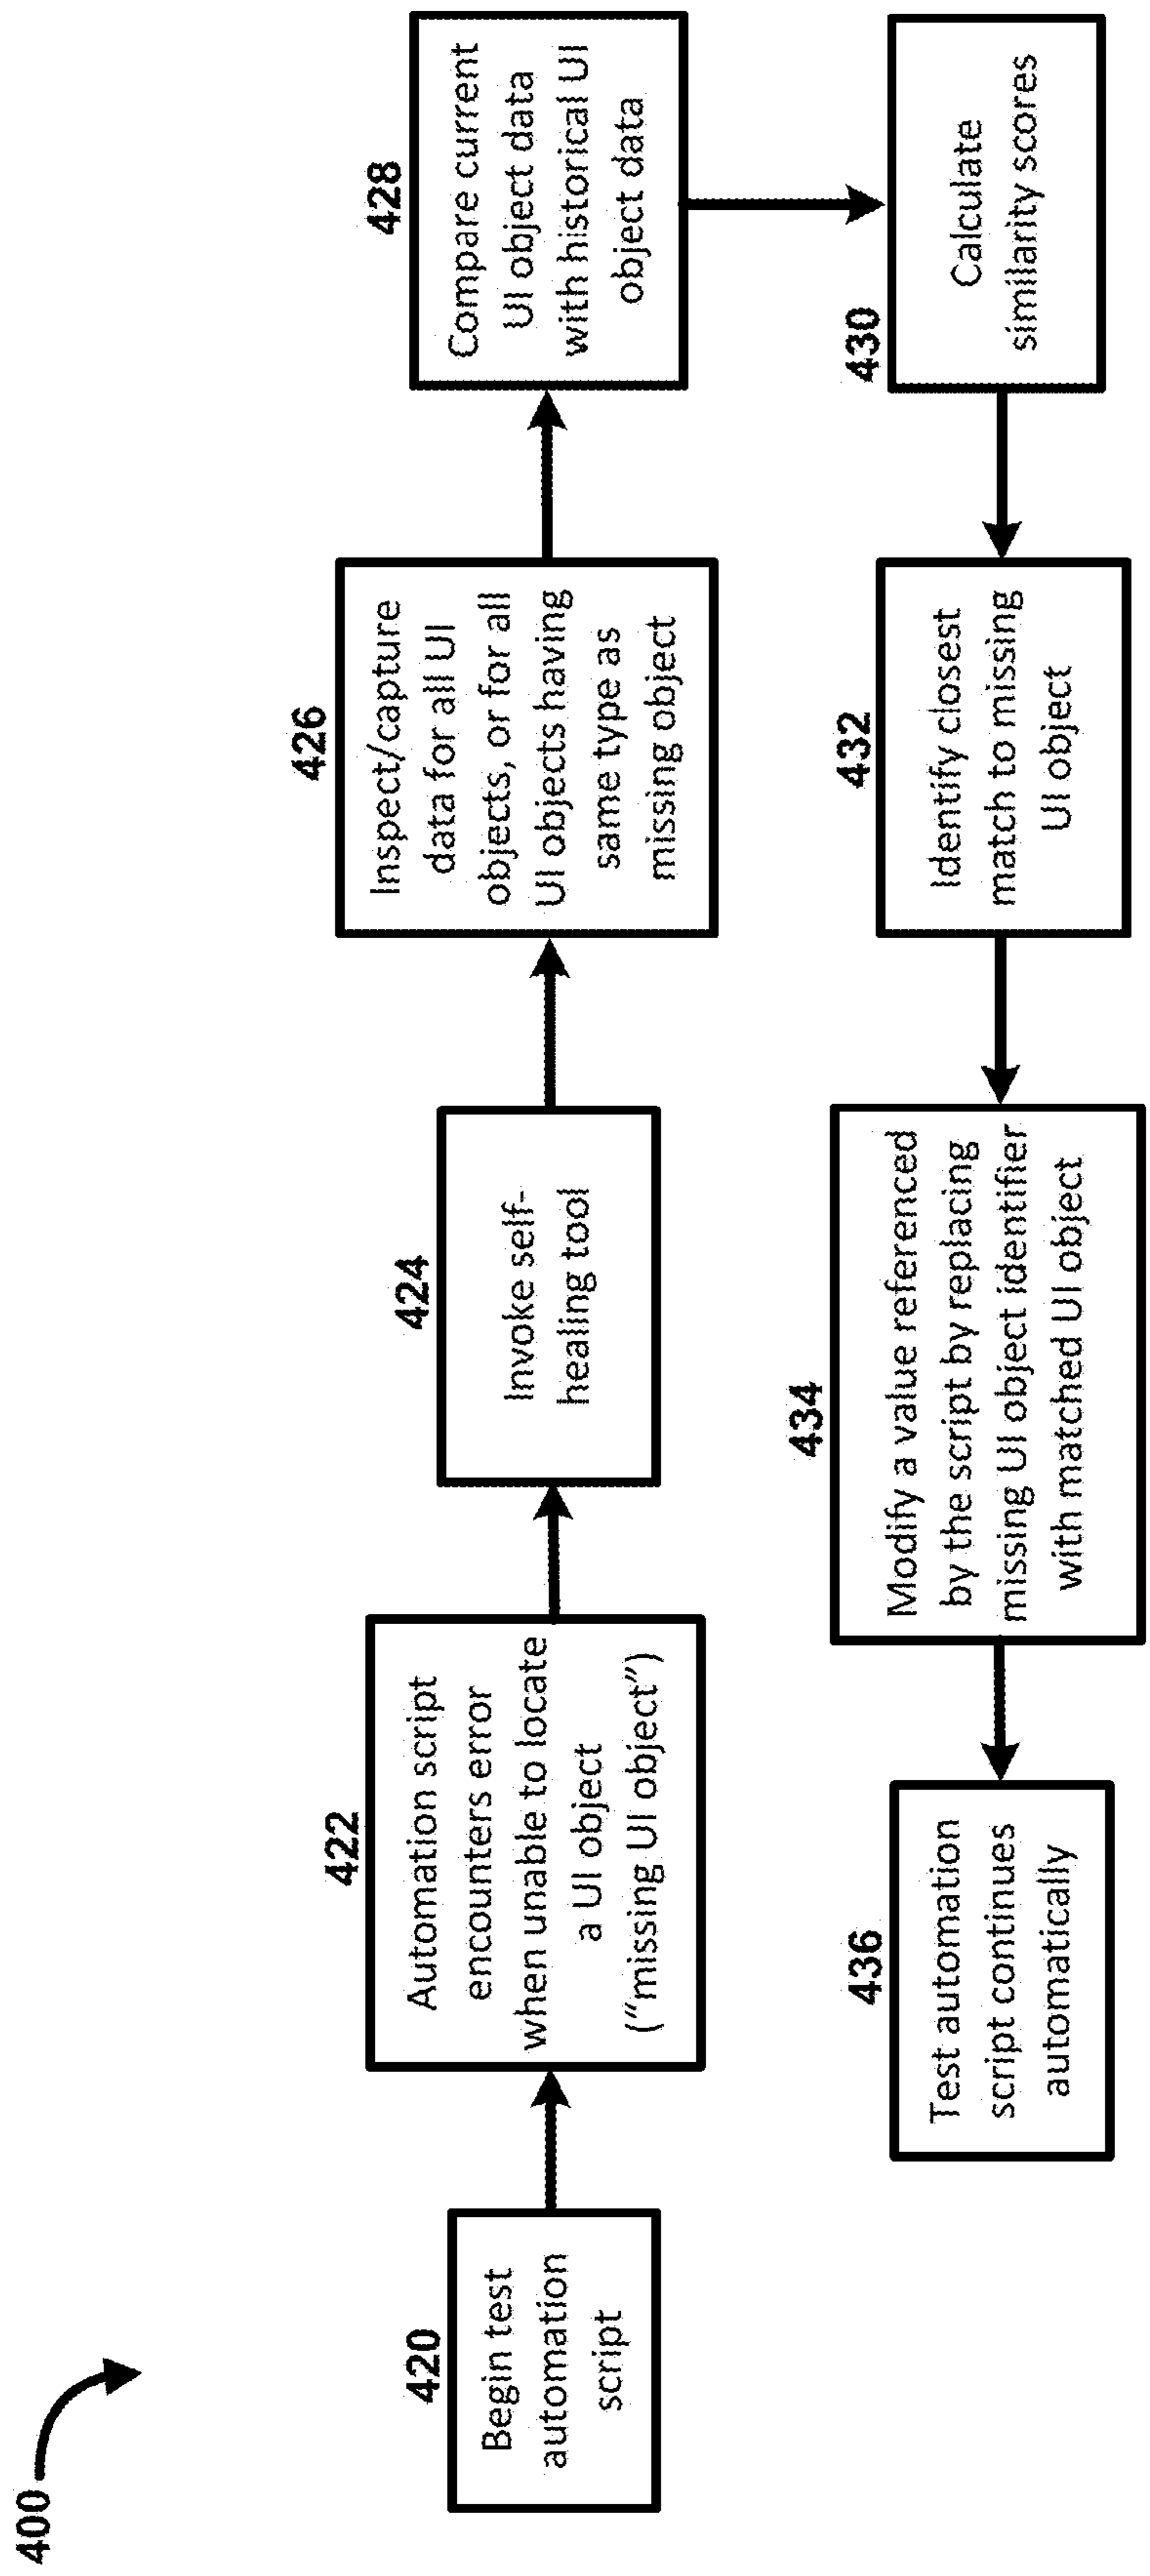 400
420
Begin test
automation
script
422
Automation script
encounters error
when unable to locate
a UI object
(“missing UI object”)
424
Invoke self-
healing tool
426
Inspect/capture
data for all UI
objects, or for all
UI objects having
same type as
missing object
428
Compare current
UI object data
with historical UI
object data
430
Calculate
similarity scores
432
Identify closest
match to missing
UI object
434
Modify a value referenced
by the script by replacing
missing UI object identifier
with matched UI object
436
Test automation
script continues
automatically